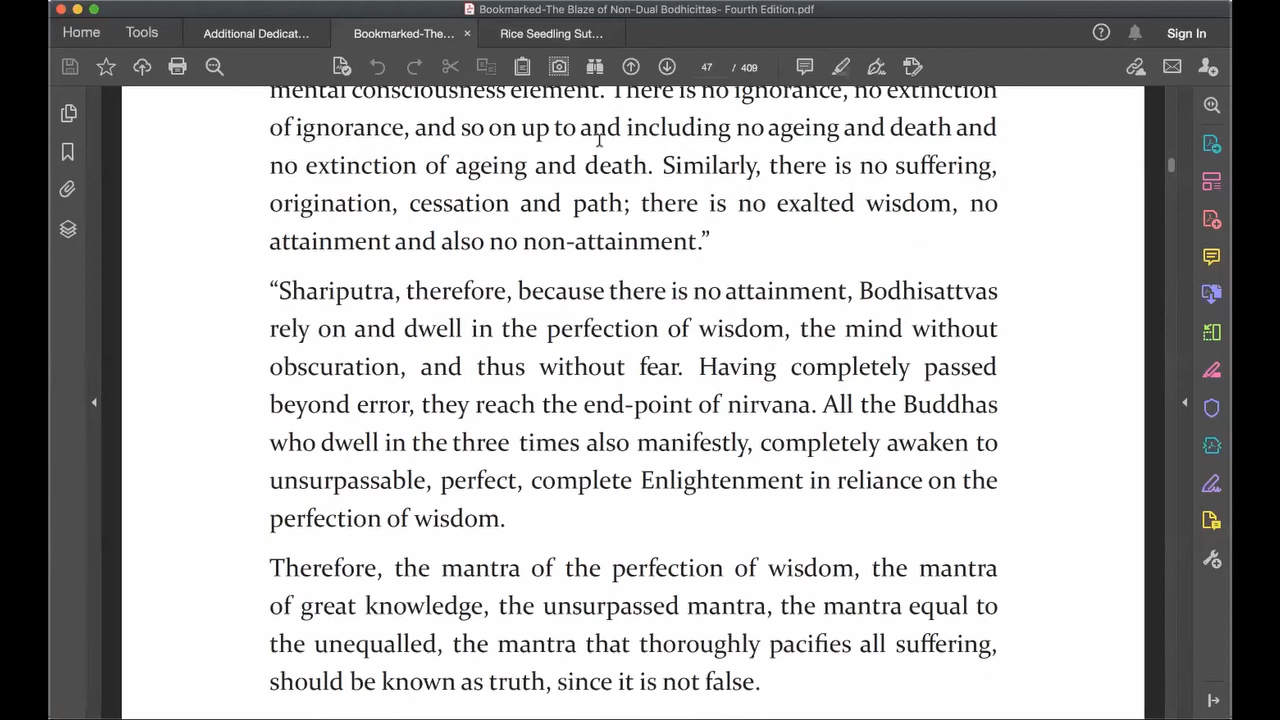 Bookmarked-The Blaze of Non-Dual Bodhicittas- Fourth Edition.pdf
Home Tools Additional Dedicat... Bookmarked-The... × Rice Seedling Sut... Sign In
47 / 409
mental consciousness element. There is no ignorance, no extinction
of ignorance, and so on up to and including no ageing and death and
no extinction of ageing and death. Similarly, there is no suffering,
origination, cessation and path; there is no exalted wisdom, no
attainment and also no non-attainment.”
“Shariputra, therefore, because there is no attainment, Bodhisattvas
rely on and dwell in the perfection of wisdom, the mind without
obscuration, and thus without fear. Having completely passed
beyond error, they reach the end-point of nirvana. All the Buddhas
who dwell in the three times also manifestly, completely awaken to
unsurpassable, perfect, complete Enlightenment in reliance on the
perfection of wisdom.
Therefore, the mantra of the perfection of wisdom, the mantra
of great knowledge, the unsurpassed mantra, the mantra equal to
the unequalled, the mantra that thoroughly pacifies all suffering,
should be known as truth, since it is not false.